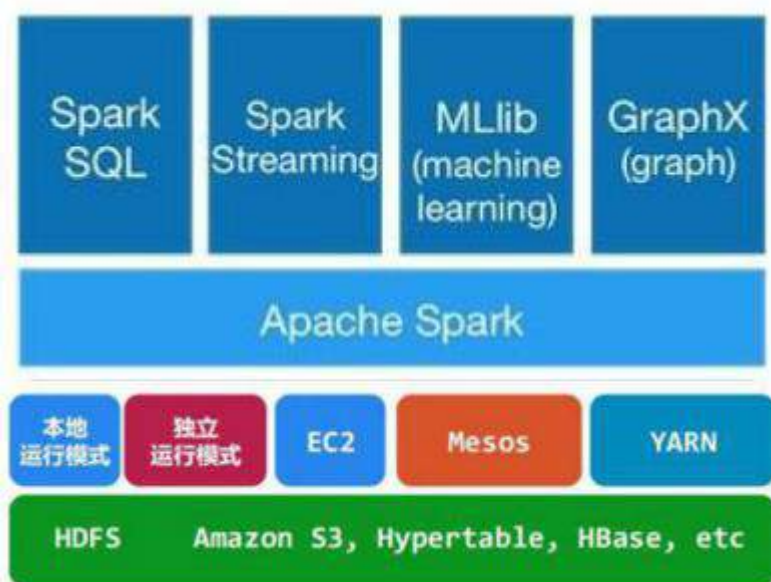 Spark
SQL
Spark
Streaming
MLlib
(machine
learning)
GraphX
(graph)
Apache Spark
本地
运行模式
独立
运行模式
EC2
Mesos
YARN
HDFS Amazon S3, Hypertable, HBase, etc